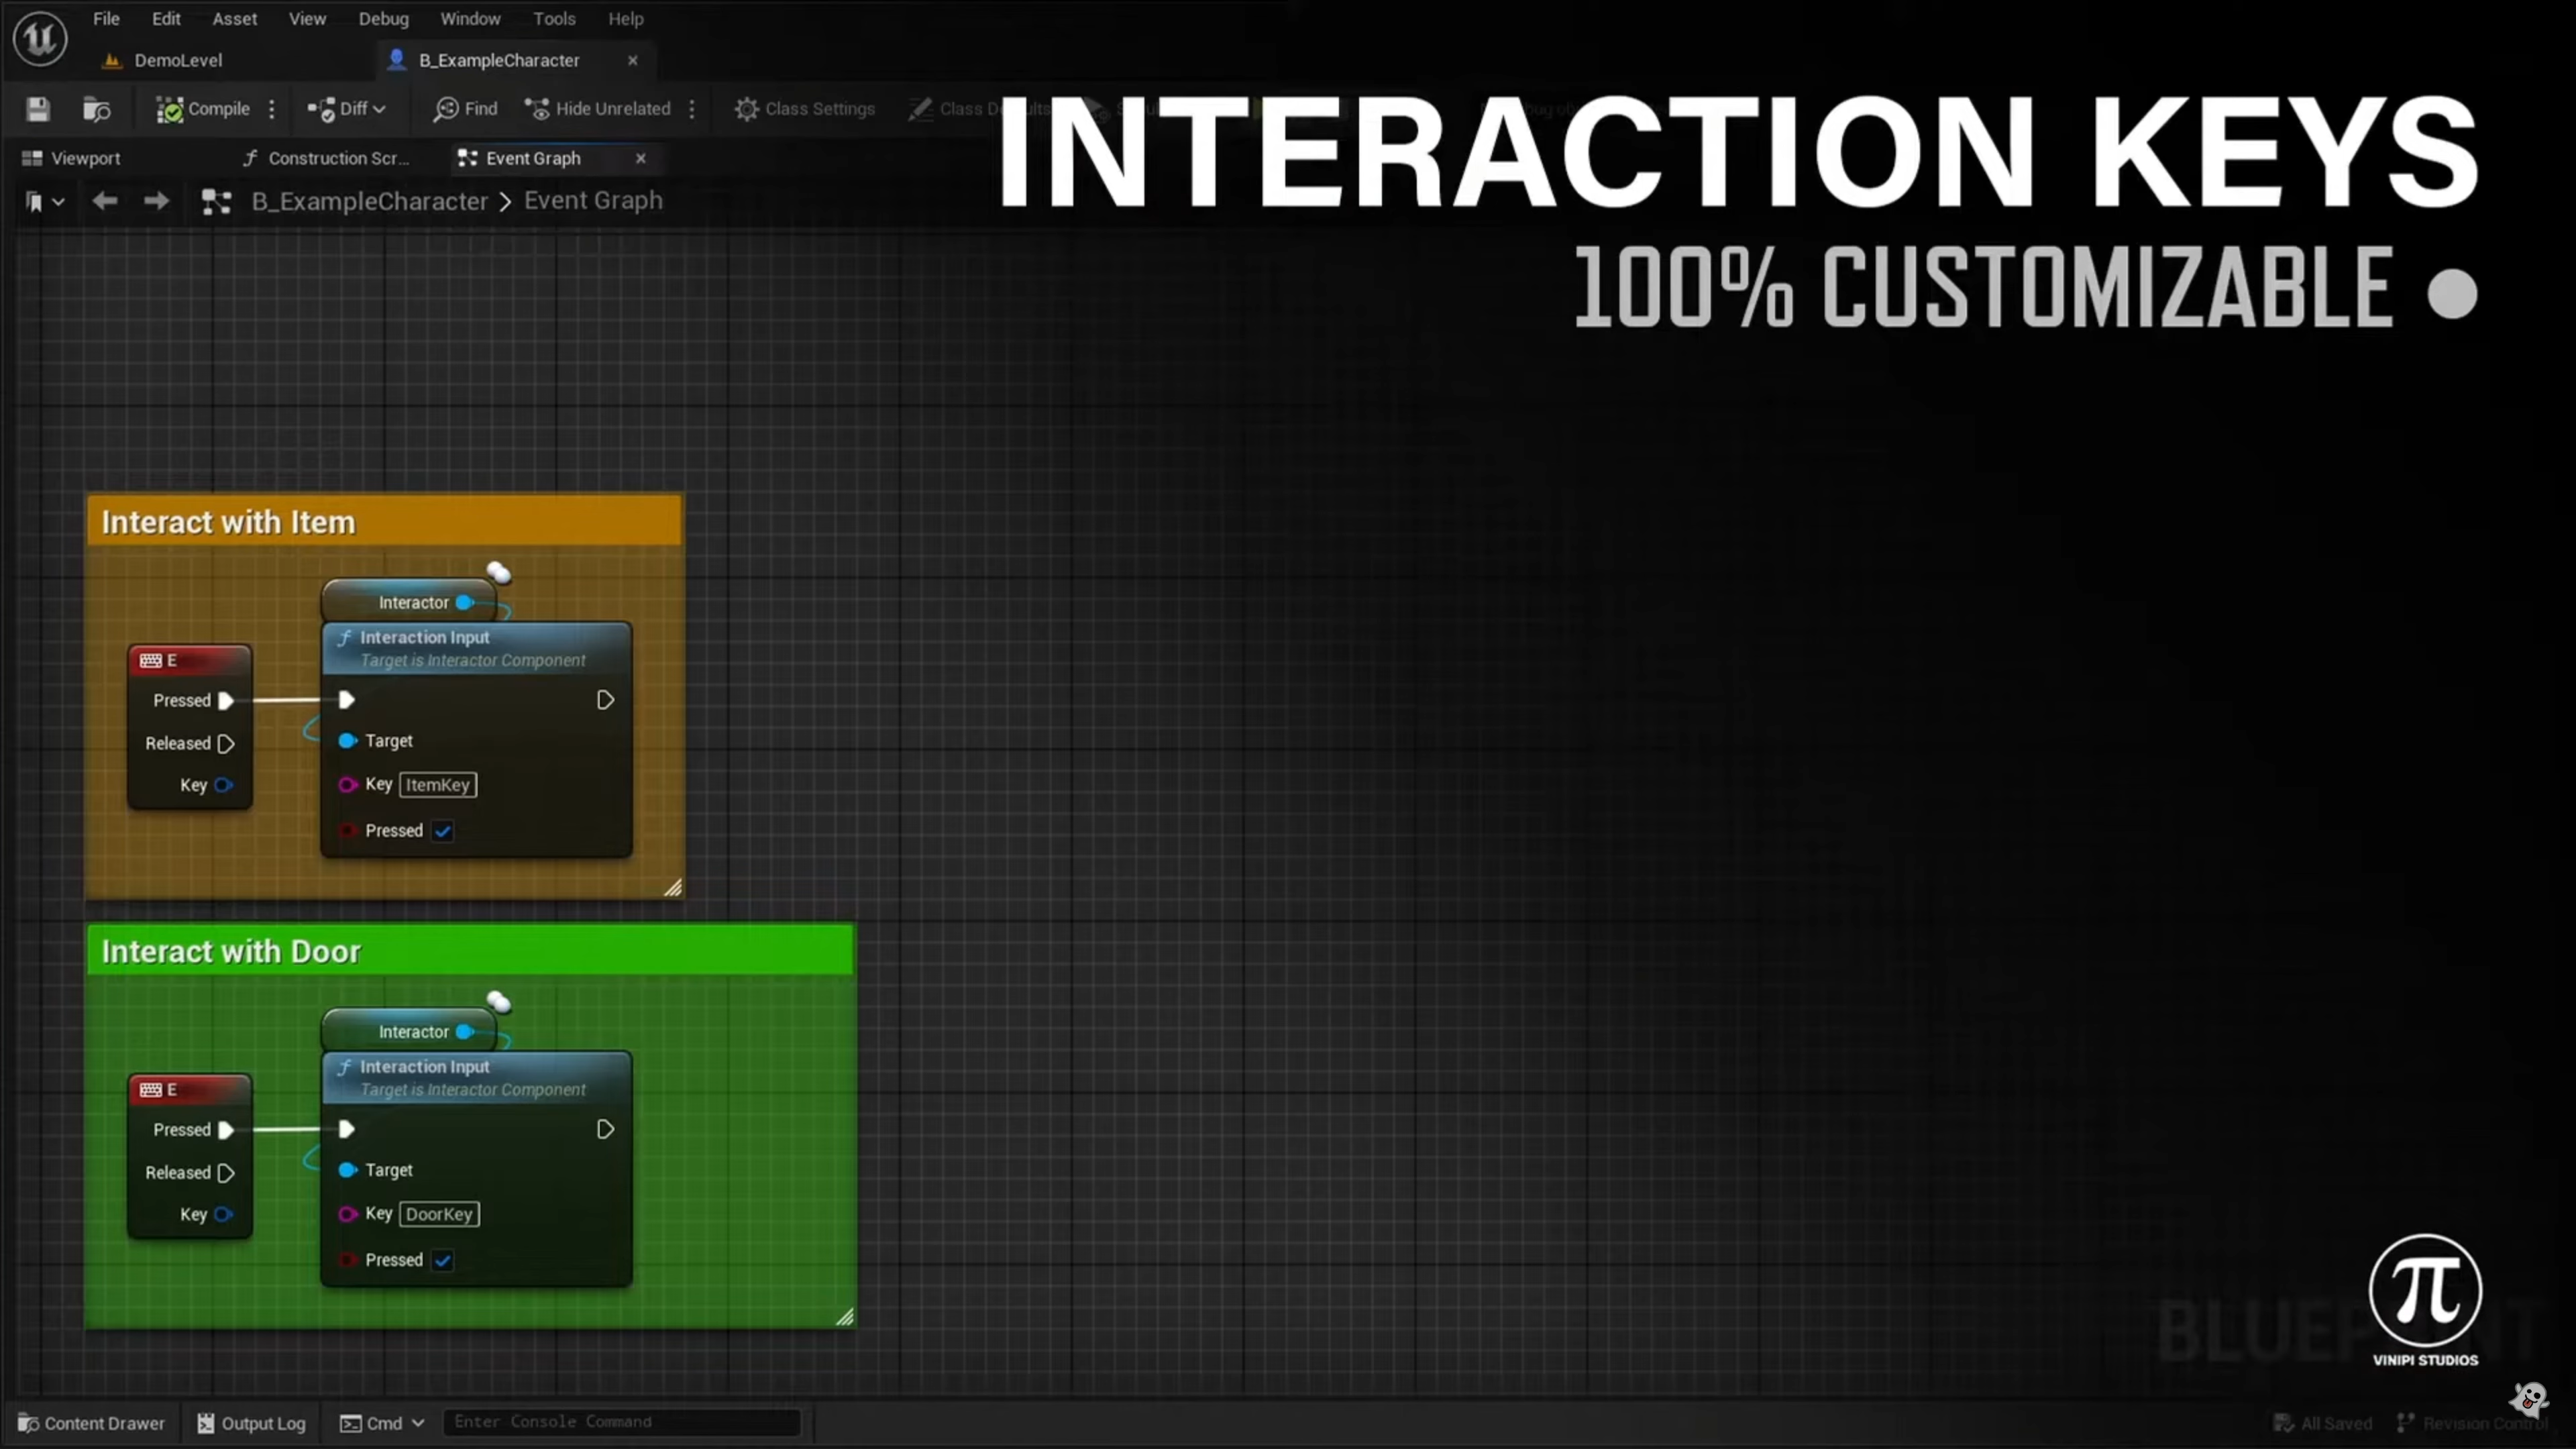 File Edit Asset View Debug Window Tools Help
DemoLevel B_ExampleCharacter
Compile Diff Find Hide Unrelated Class Settings
INTERACTION KEYS
100% CUSTOMIZABLE
Viewport Construction Scr... Event Graph
B_ExampleCharacter > Event Graph
Interact with Item
Interactor
Interaction Input
Target is Interactor Component
E
Pressed
Released
Key
Target
Key ItemKey
Pressed
Interact with Door
Interactor
Interaction Input
Target is Interactor Component
E
Pressed
Released
Key
Target
Key DoorKey
Pressed
VINIPI STUDIOS
Content Drawer Output Log Cmd Enter Console Command All Saved Revision Control